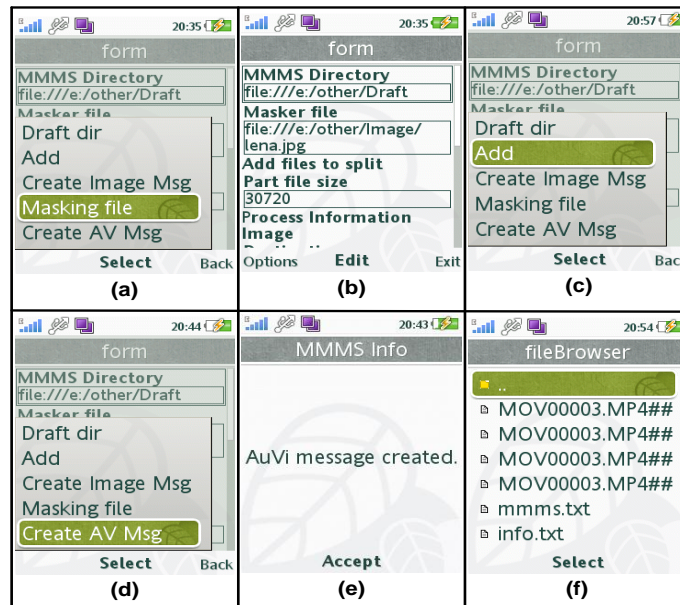 20:35
form
MMMS Directory
file:///e:/other/Draft
Masker file
Draft dir
Add
Create Image Msg
Masking file
Create AV Msg
Select Back
(a)
20:35
form
MMMS Directory
file:///e:/other/Draft
Masker file
file:///e:/other/Image/
lena.jpg
Add files to split
Part file size
30720
Process Information
Image
Options Edit Exit
(b)
20:57
form
MMMS Directory
file:///e:/other/Draft
Masker file
Draft dir
Add
Create Image Msg
Masking file
Create AV Msg
Select Bac
(c)
20:44
form
MMMS Directory
file:///e:/other/Draft
Masker file
Draft dir
Add
Create Image Msg
Masking file
Create AV Msg
Select Back
(d)
20:43
MMMS Info
AuVi message created.
Accept
(e)
20:54
fileBrowser
..
MOV00003.MP4##
MOV00003.MP4##
MOV00003.MP4##
MOV00003.MP4##
mmms.txt
info.txt
Select
(f)